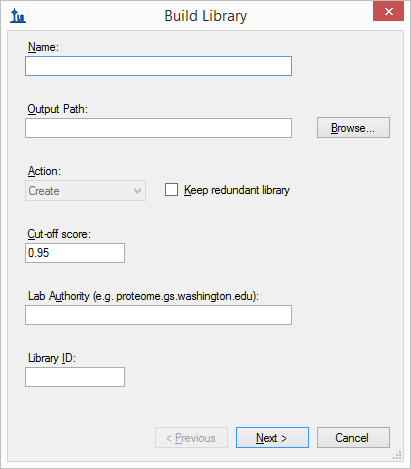 Build Library
Name:
Output Path:
Browse...
Action:
Create
Keep redundant library
Cut-off score:
0.95
Lab Authority (e.g. proteome.gs.washington.edu):
Library ID:
< Previous
Next >
Cancel